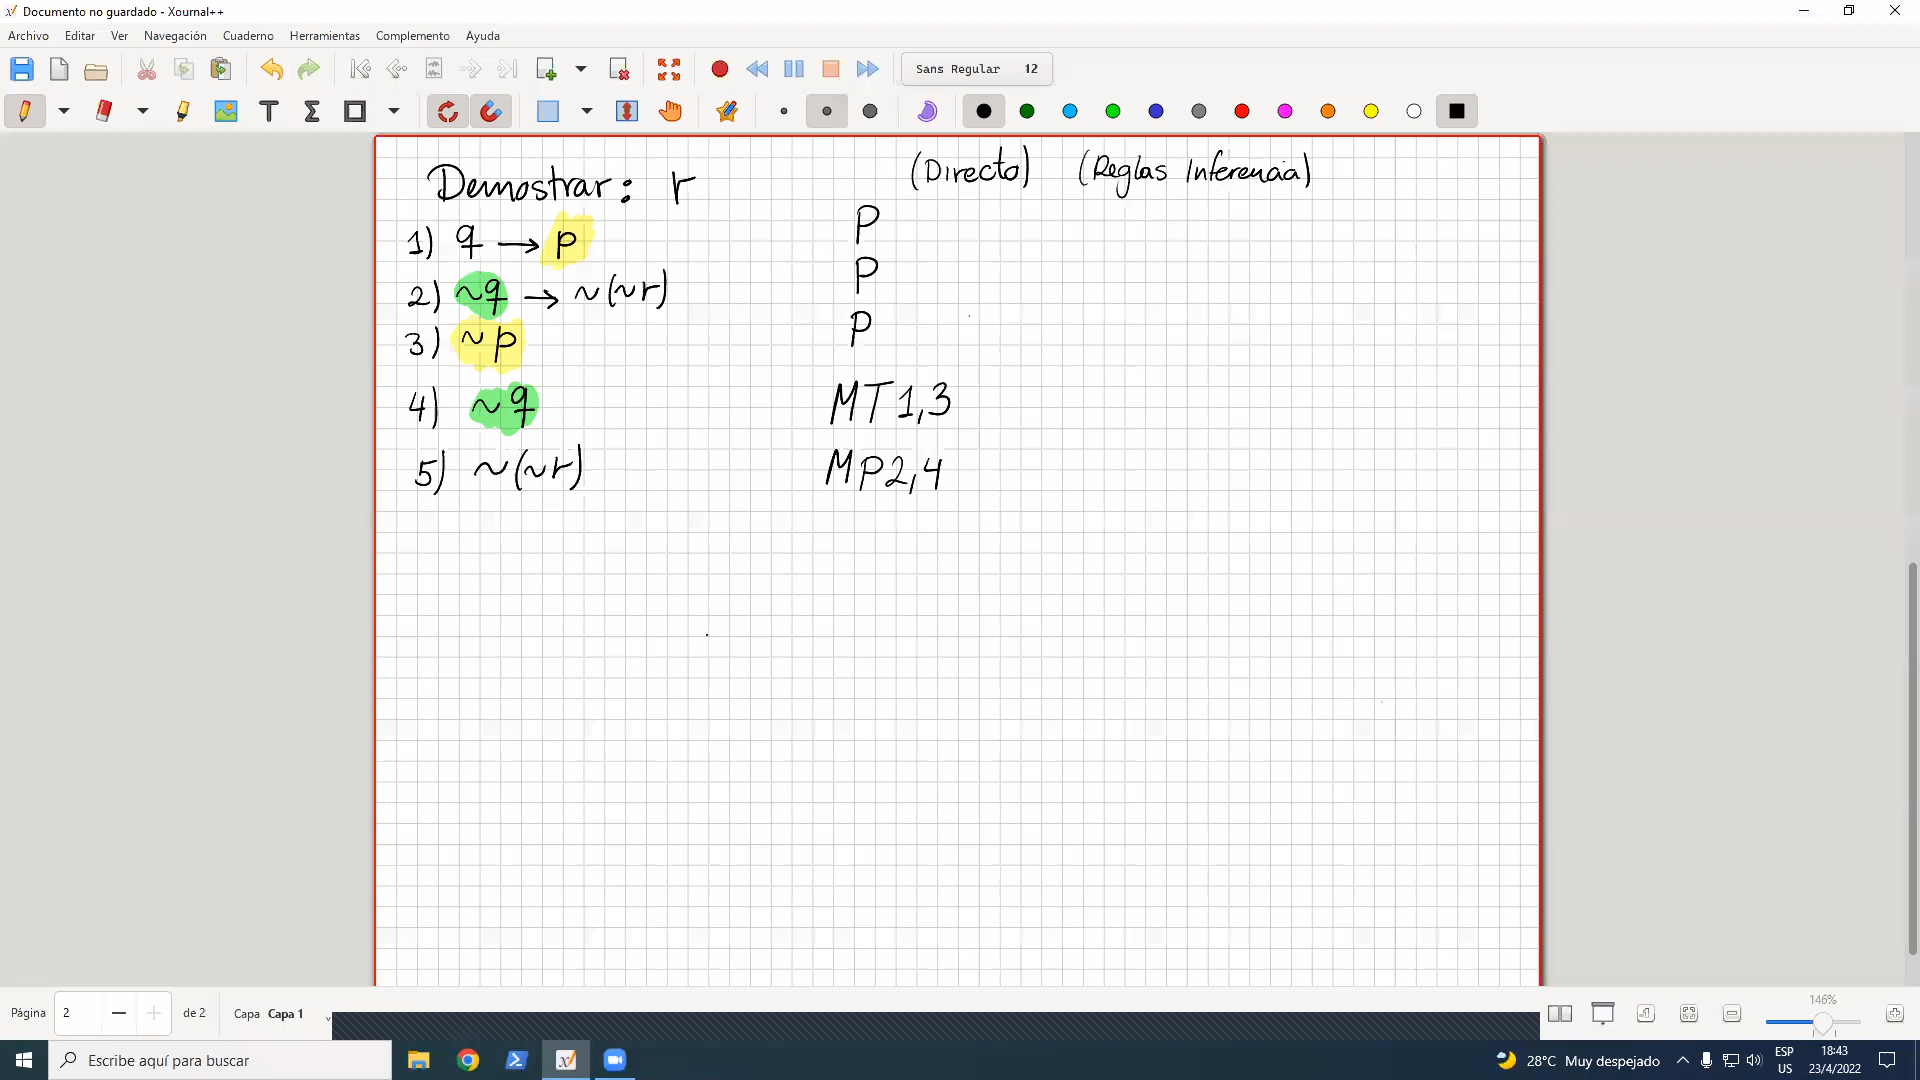 Documento no guardado - Xournal++
Archivo Editar Ver Navegación Cuaderno Herramientas Complemento Ayuda
Sans Regular 12
Demostrar: r (Directo) (Reglas Inferencia)
1) q → p P
2) ~q → ~(~r) P
3) ~p P
4) ~q MT 1,3
5) ~(~r) MP 2,4
Página 2 de 2 Capa Capa 1 146%
Escribe aquí para buscar 28°C Muy despejado ESP US 18:43 23/4/2022